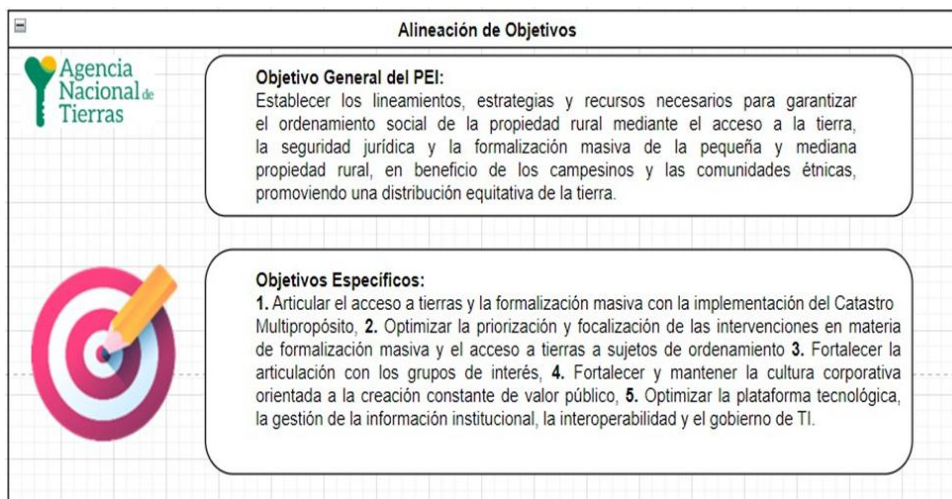 Alineación de Objetivos
Agencia
Nacional de
Tierras
Objetivo General del PEI:
Establecer los lineamientos, estrategias y recursos necesarios para garantizar
el ordenamiento social de la propiedad rural mediante el acceso a la tierra,
la seguridad jurídica y la formalización masiva de la pequeña y mediana
propiedad rural, en beneficio de los campesinos y las comunidades étnicas,
promoviendo una distribución equitativa de la tierra.
Objetivos Específicos:
1. Articular el acceso a tierras y la formalización masiva con la implementación del Catastro
Multipropósito, 2. Optimizar la priorización y focalización de las intervenciones en materia
de formalización masiva y el acceso a tierras a sujetos de ordenamiento 3. Fortalecer la
articulación con los grupos de interés, 4. Fortalecer y mantener la cultura corporativa
orientada a la creación constante de valor público, 5. Optimizar la plataforma tecnológica,
la gestión de la información institucional, la interoperabilidad y el gobierno de TI.